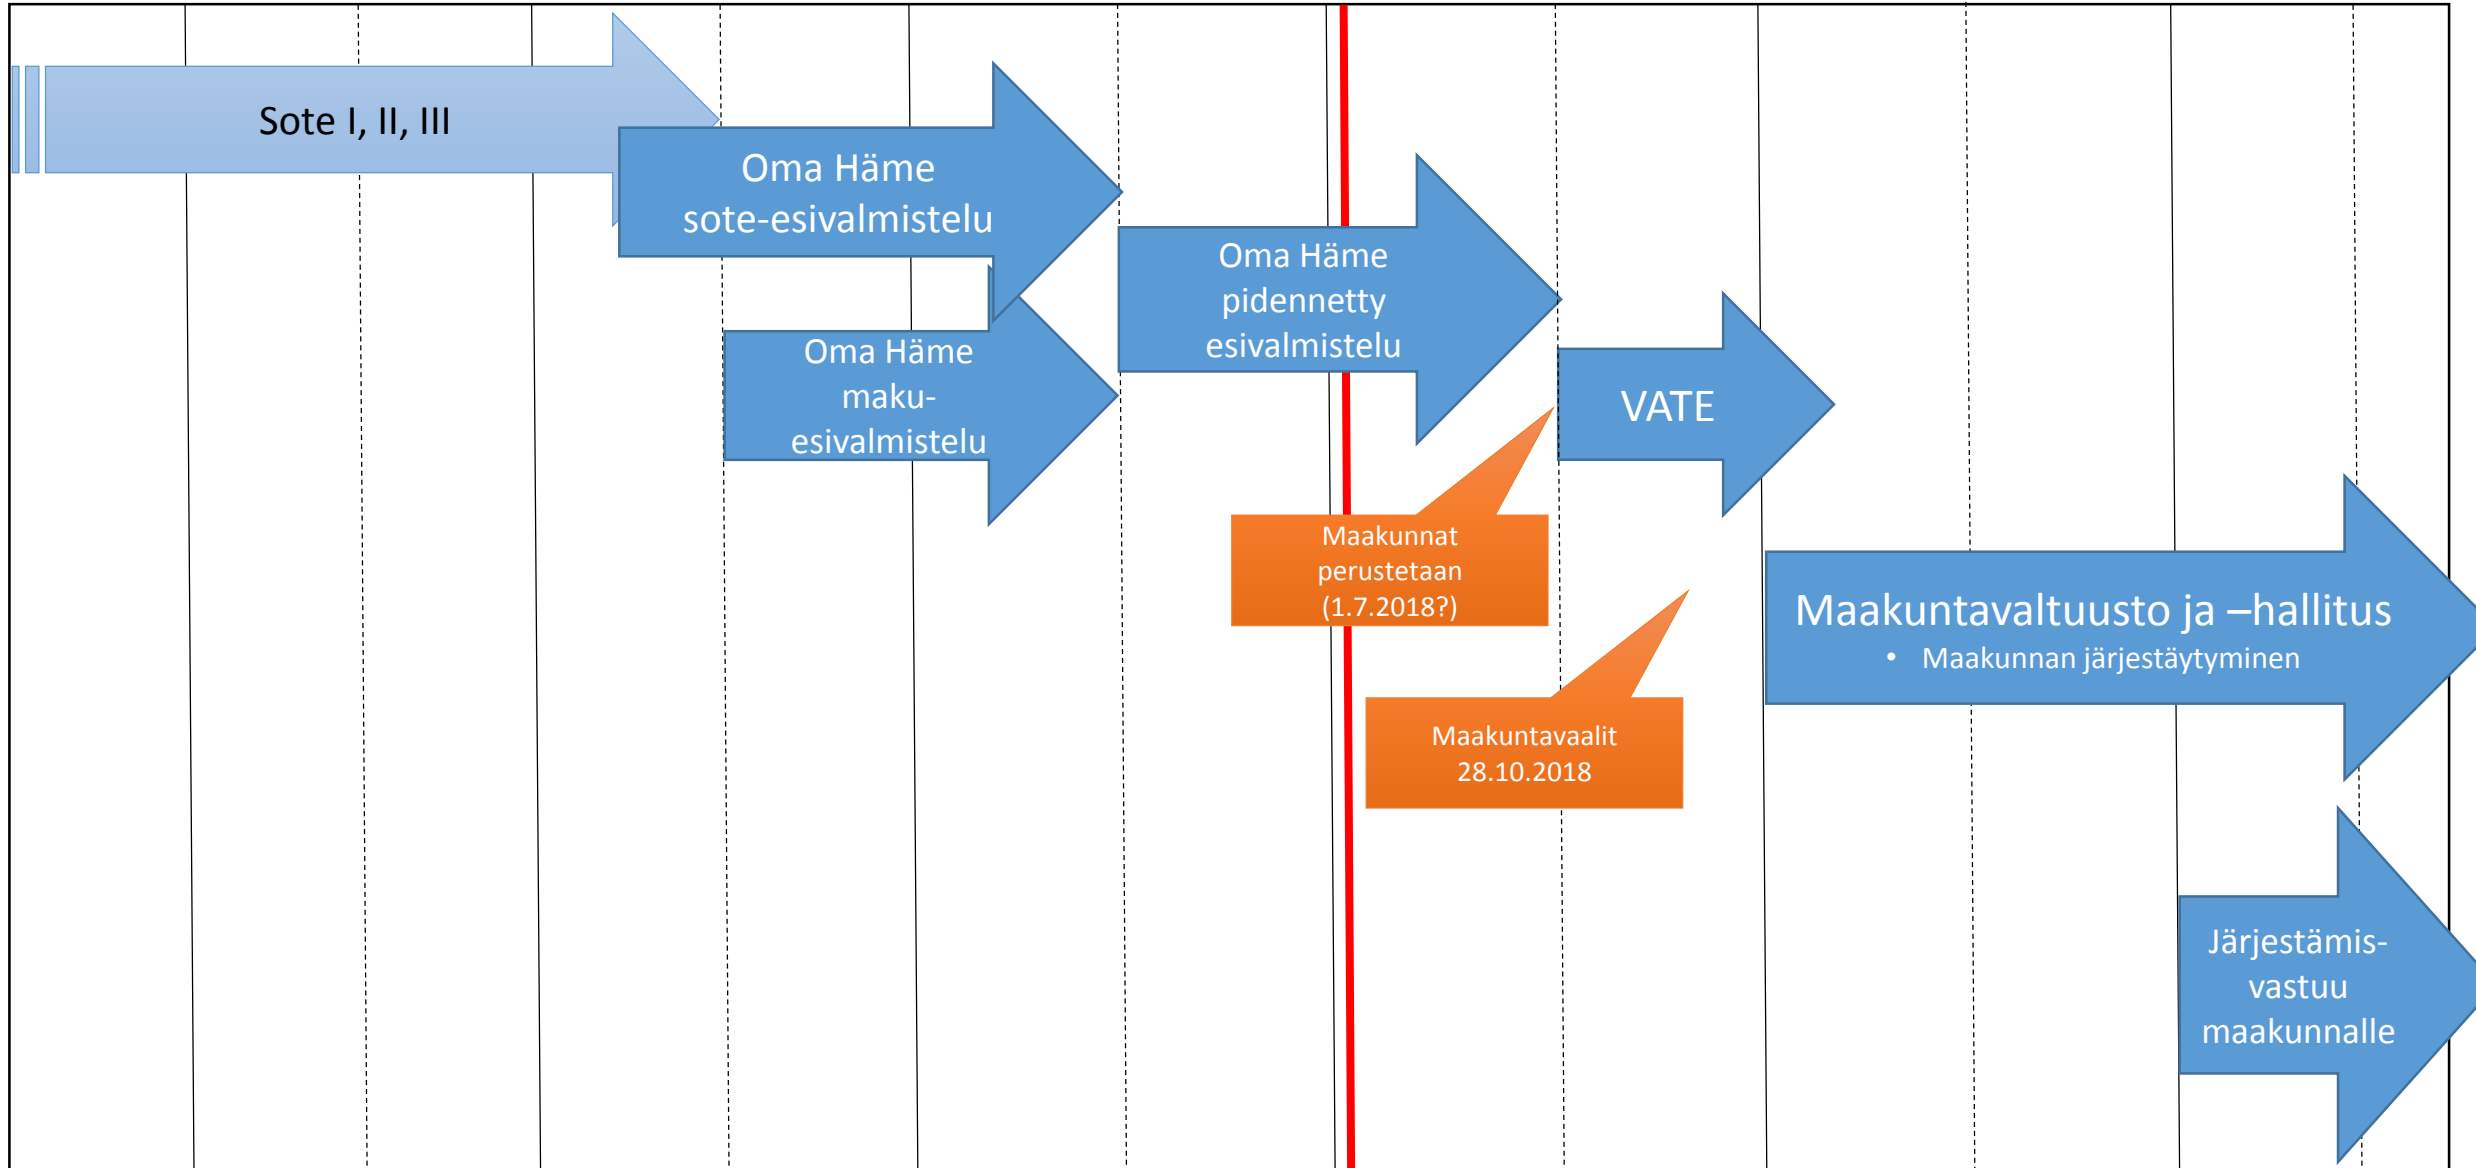 Sote I, II, III
Oma Häme
sote-esivalmistelu
Oma Häme
maku-
esivalmistelu
Oma Häme
pidennetty
esivalmistelu
VATE
Maakunnat
perustetaan
(1.7.2018?)
Maakuntavaalit
28.10.2018
Maakuntavaltuusto ja –hallitus
• Maakunnan järjestäytyminen
Järjestämis-
vastuu
maakunnalle